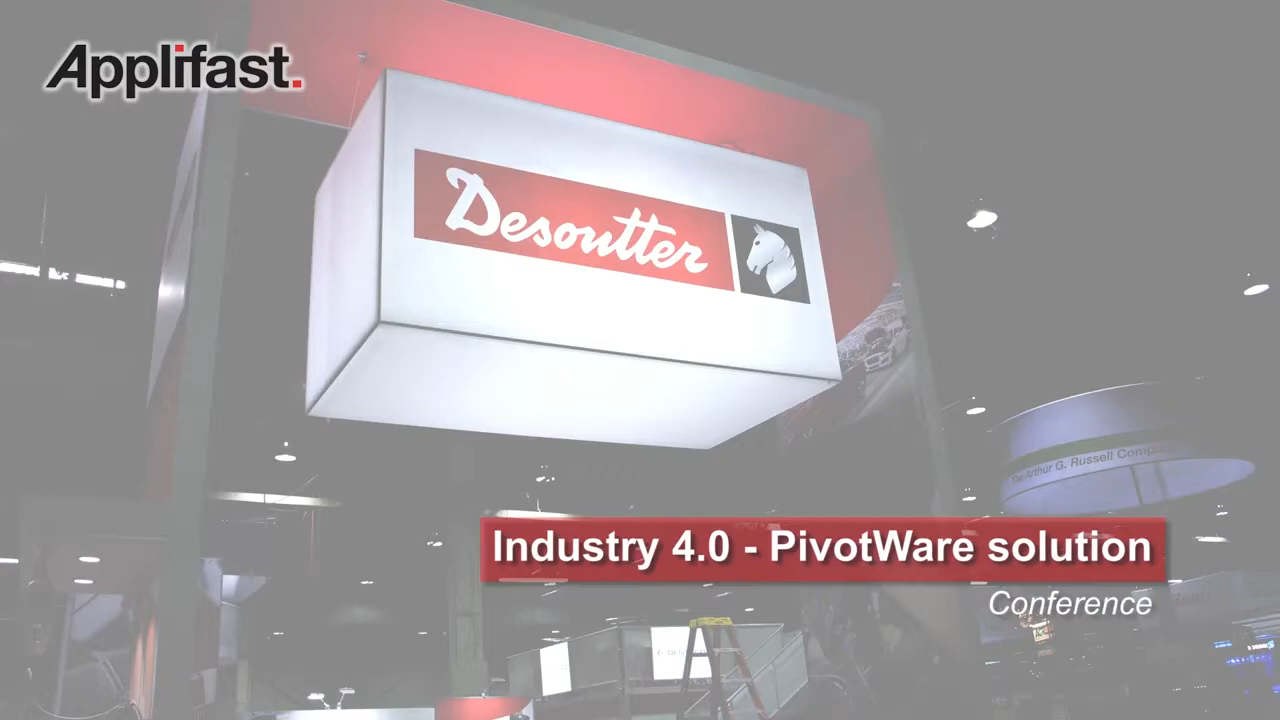 Applifast.
Desoutter
The Arthur G. Russell Company
Industry 4.0 - PivotWare solution
Conference